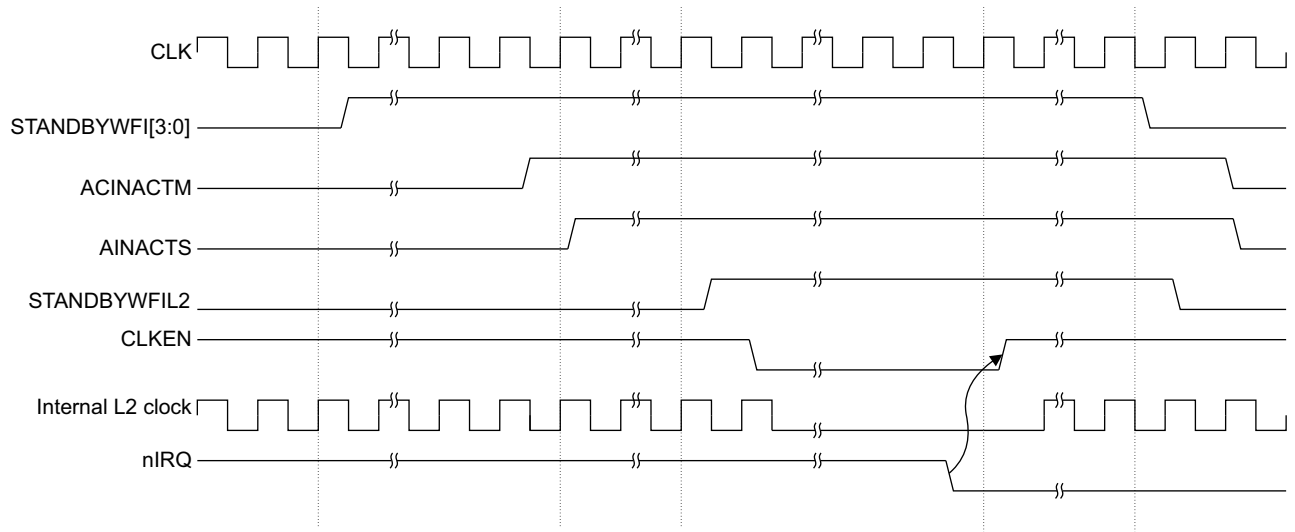 CLK
STANDBYWFI[3:0]
ACINACTM
AINACTS
STANDBYWFIL2
CLKEN
Internal L2 clock
nIRQ